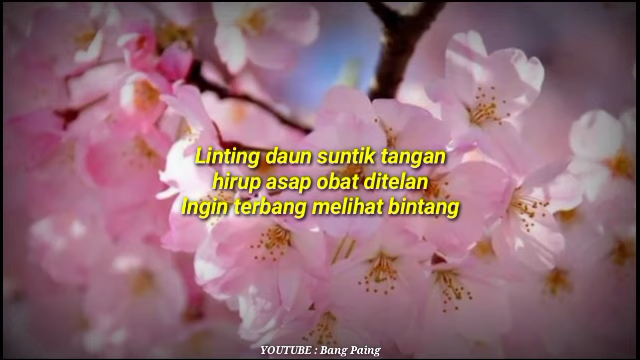 Linting daun suntik tangan
hirup asap obat ditelan
Ingin terbang melihat bintang
YOUTUBE : Bang Paing